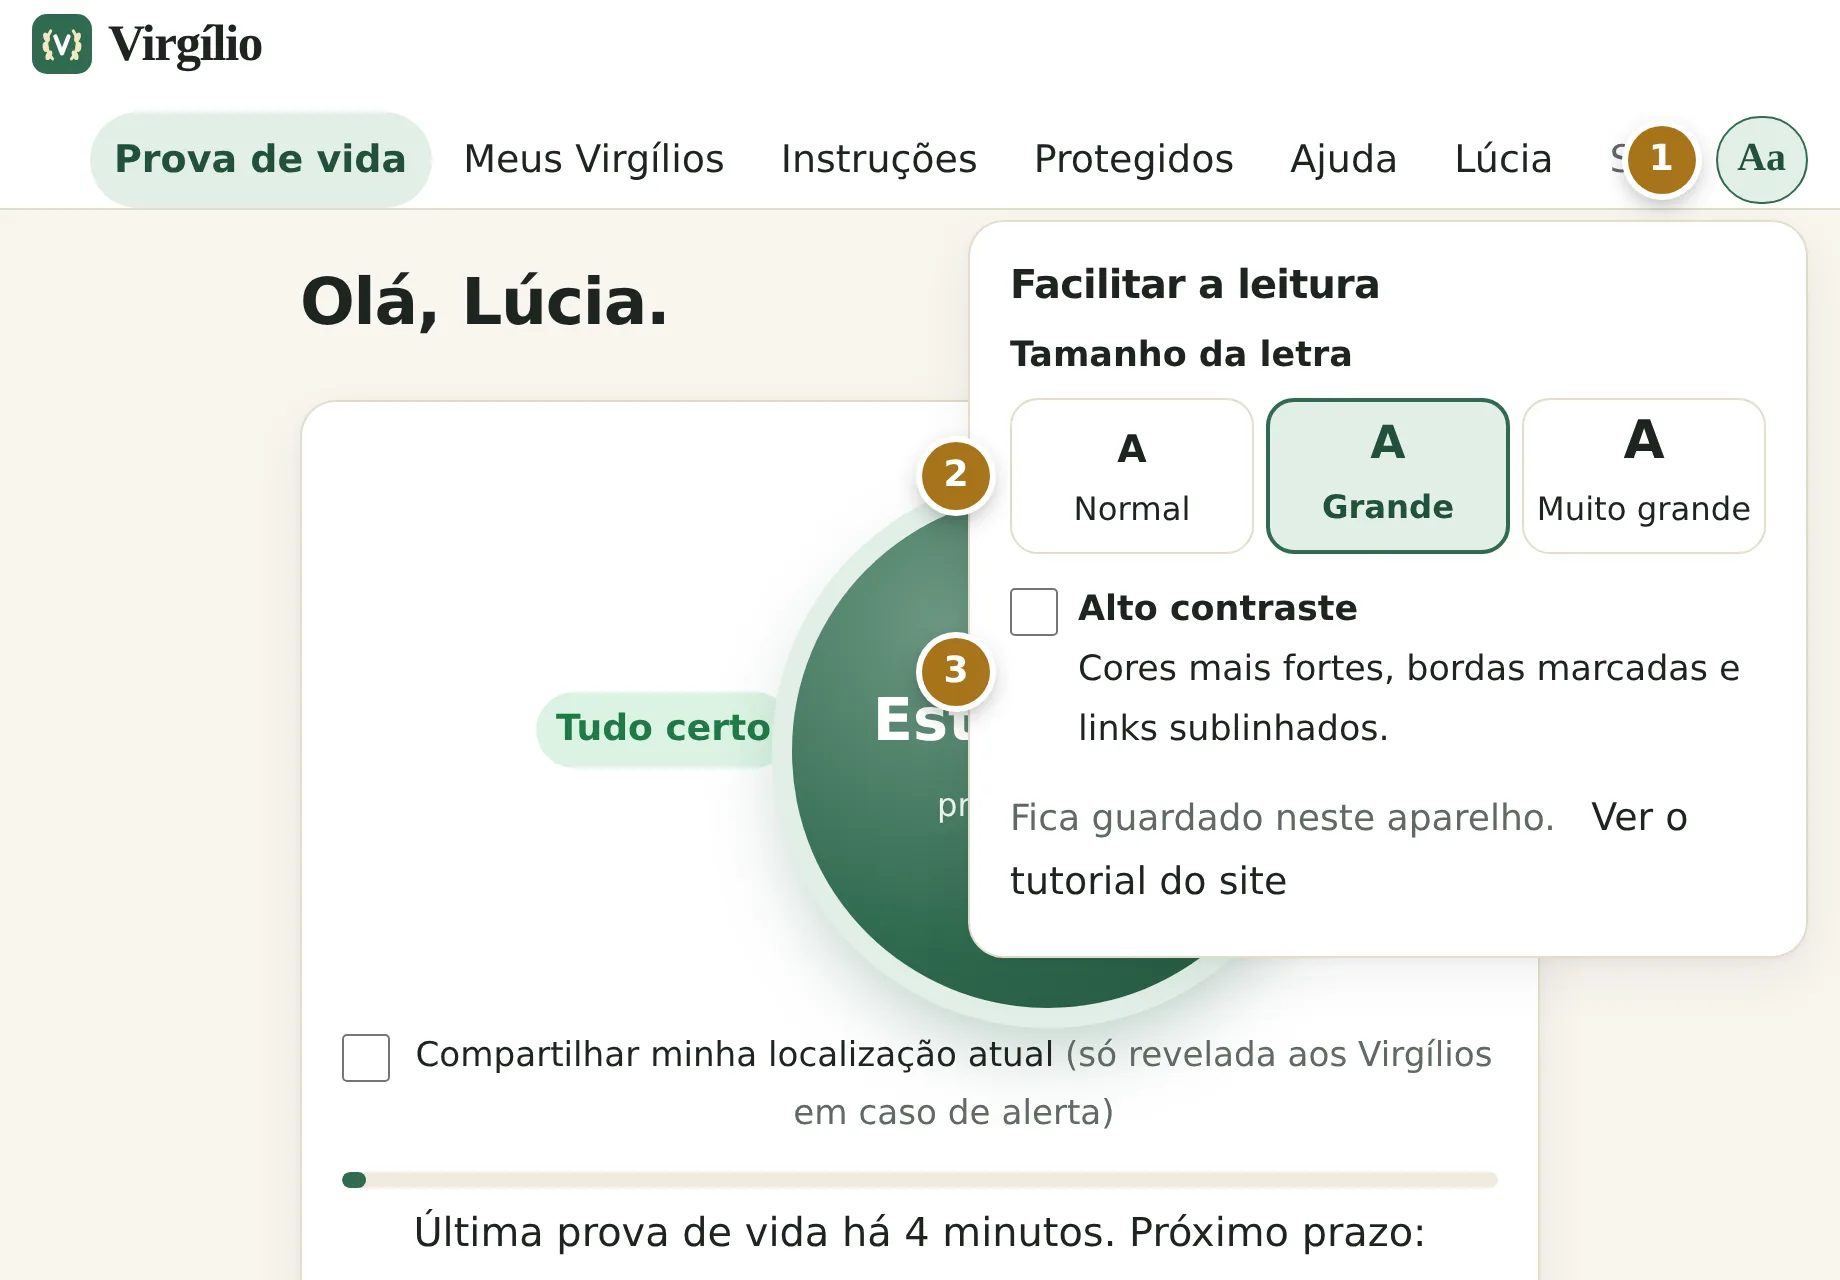 Virgílio
Prova de vida Meus Virgílios Instruções Protegidos Ajuda Lúcia 1 Aa
Olá, Lúcia.
Facilitar a leitura
Tamanho da letra
2
A Normal
A Grande
A Muito grande
Alto contraste
3
Cores mais fortes, bordas marcadas e
links sublinhados.
Tudo certo
Fica guardado neste aparelho. Ver o
tutorial do site
Compartilhar minha localização atual (só revelada aos Virgílios
em caso de alerta)
Última prova de vida há 4 minutos. Próximo prazo: